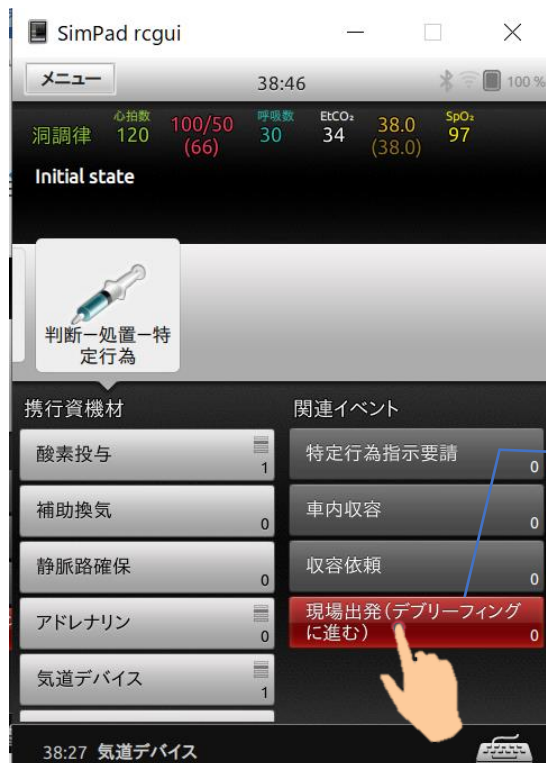 SimPad rcgui
メニュー 38:46 100 %
心拍数 呼吸数 EtCO₂ SpO₂
洞調律 120 100/50 30 34 38.0 97
(66) (38.0)
Initial state
判断ー処置ー特
定行為
携行資機材 関連イベント
酸素投与 1 特定行為指示要請 0
補助換気 0 車内収容 0
静脈路確保 0 収容依頼 0
アドレナリン 0 現場出発(デブリーフィング
に進む) 0
気道デバイス 1
38:27 気道デバイス